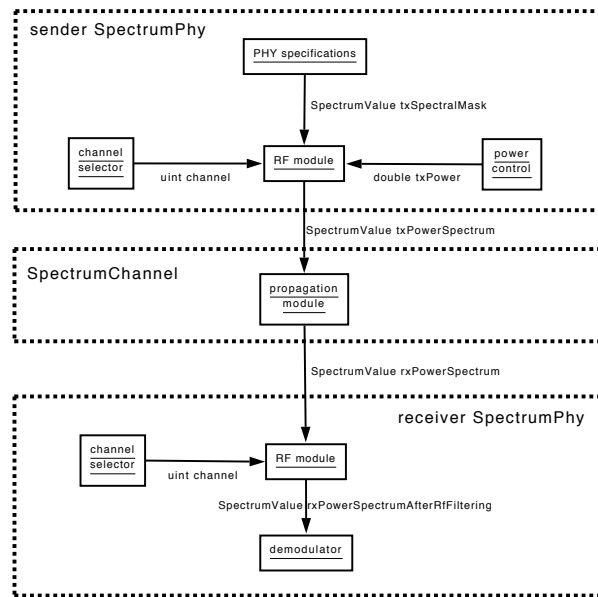 sender SpectrumPhy
PHY specifications
SpectrumValue txSpectralMask
channel
selector
uint channel
RF module
double txPower
power
control
SpectrumValue txPowerSpectrum
SpectrumChannel
propagation
module
SpectrumValue rxPowerSpectrum
receiver SpectrumPhy
channel
selector
uint channel
RF module
SpectrumValue rxPowerSpectrumAfterRfFiltering
demodulator